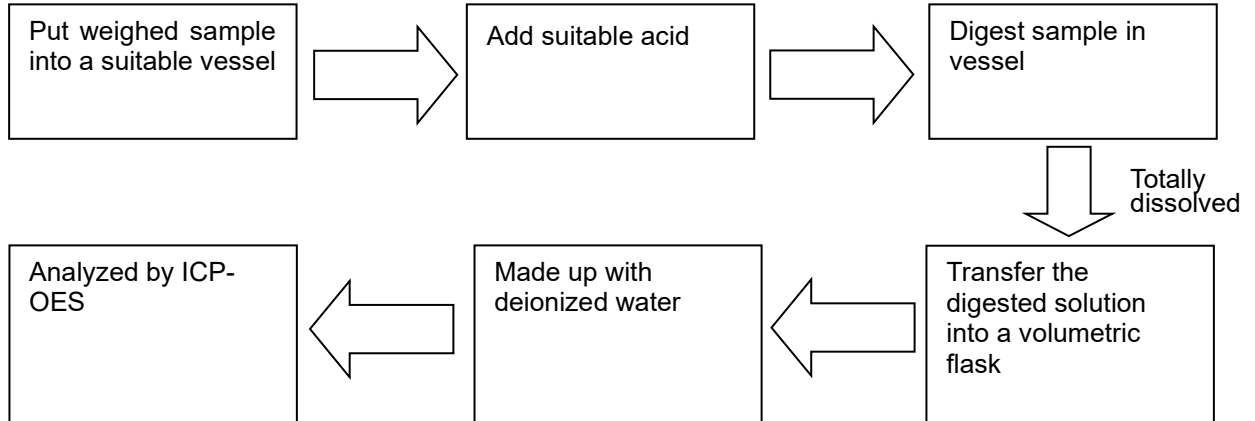 Put weighed sample
into a suitable vessel
Add suitable acid
Digest sample in
vessel
Totally
dissolved
Transfer the
digested solution
into a volumetric
flask
Made up with
deionized water
Analyzed by ICP-
OES